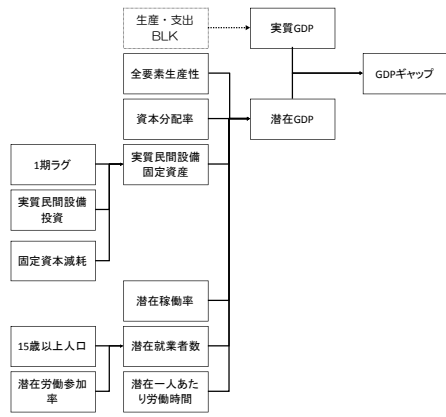 生産・支出
BLK
実質GDP
GDPギャップ
全要素生産性
資本分配率
潜在GDP
1期ラグ
実質民間設備
固定資産
実質民間設備
投資
固定資本減耗
潜在稼働率
15歳以上人口
潜在就業者数
潜在労働参加
率
潜在一人あた
り労働時間